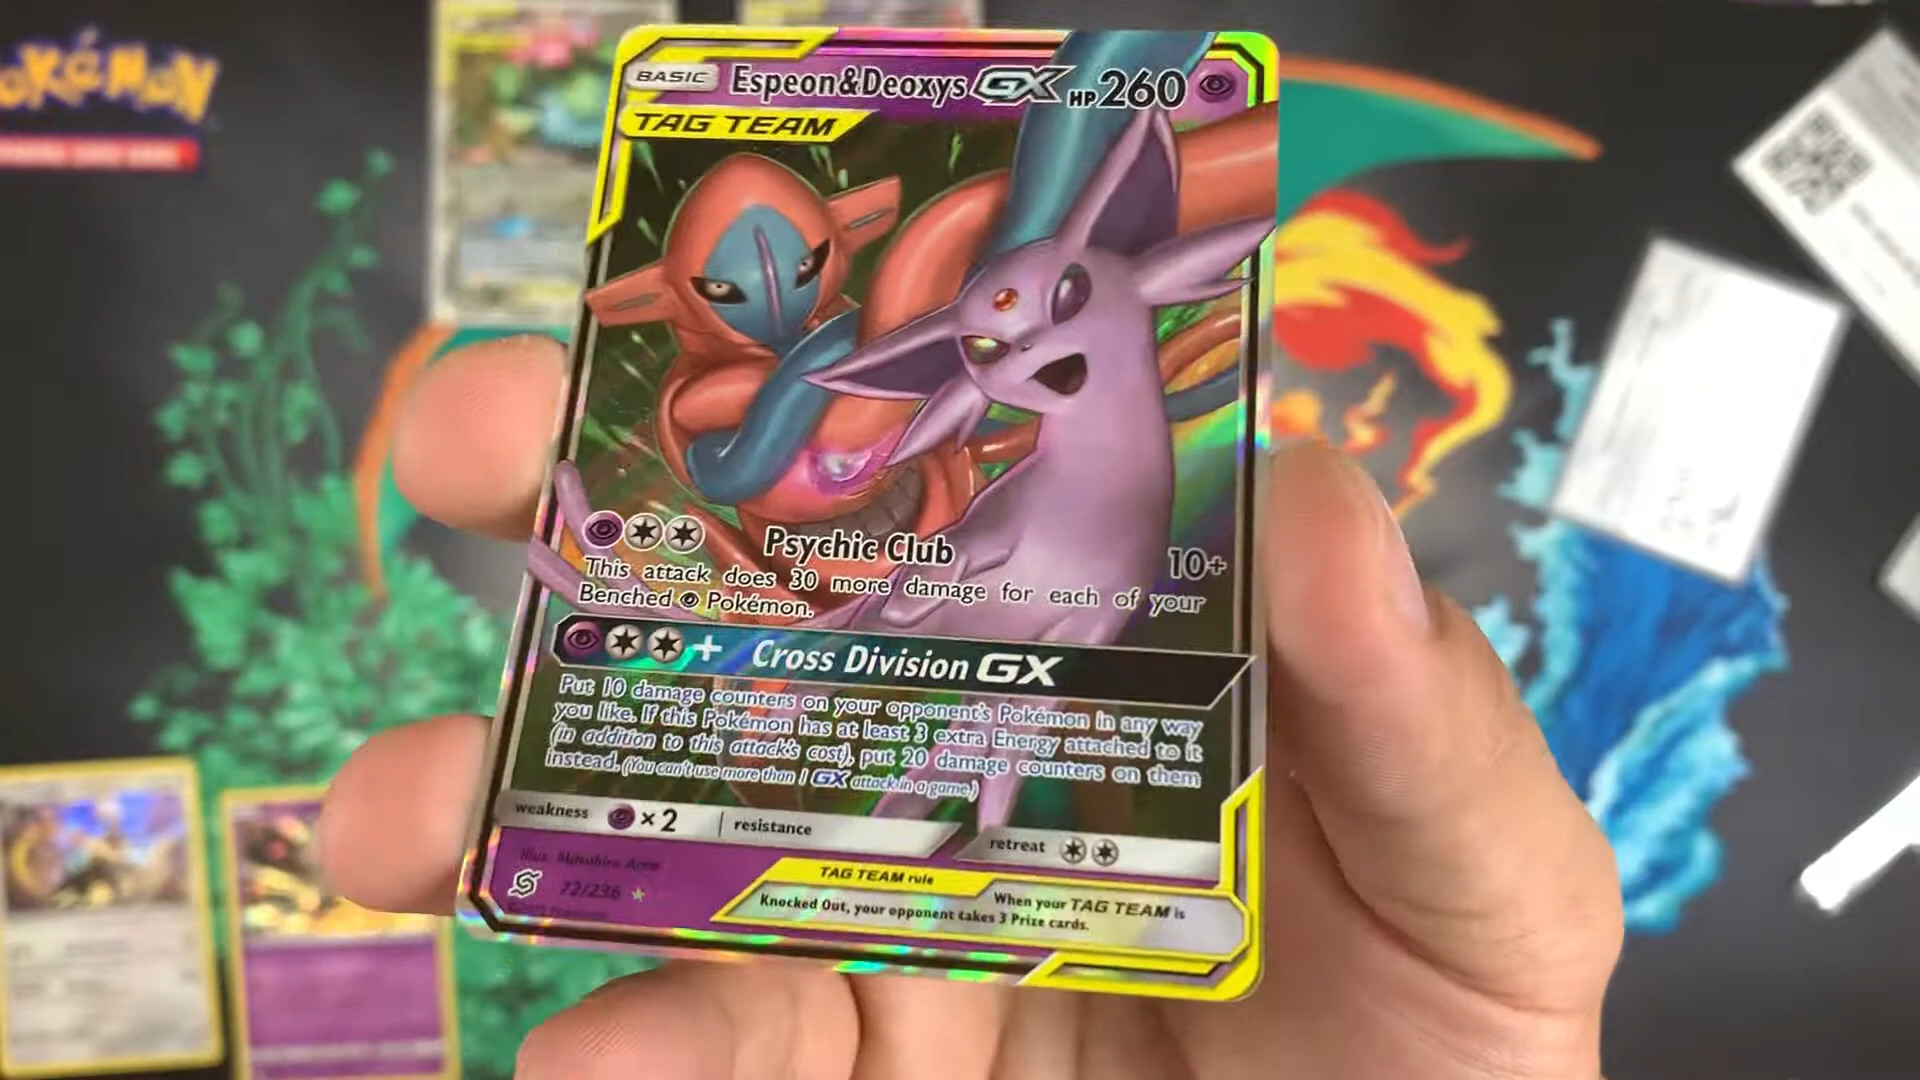 POKÉMON
BASIC Espeon&Deoxys GX HP260
TAG TEAM
Psychic Club 10+
This attack does 30 more damage for each of your
Benched Pokémon.
+ Cross Division GX
Put 10 damage counters on your opponent's Pokémon in any way
you like. If this Pokémon has at least 3 extra Energy attached to it
(in addition to this attack's cost), put 20 damage counters on them
instead. (You can't use more than 1 GX attack in a game.)
weakness ×2 resistance
retreat
Illus. Mitsuhiro Arita
72/236
TAG TEAM rule
When your TAG TEAM is
Knocked Out, your opponent takes 3 Prize cards.